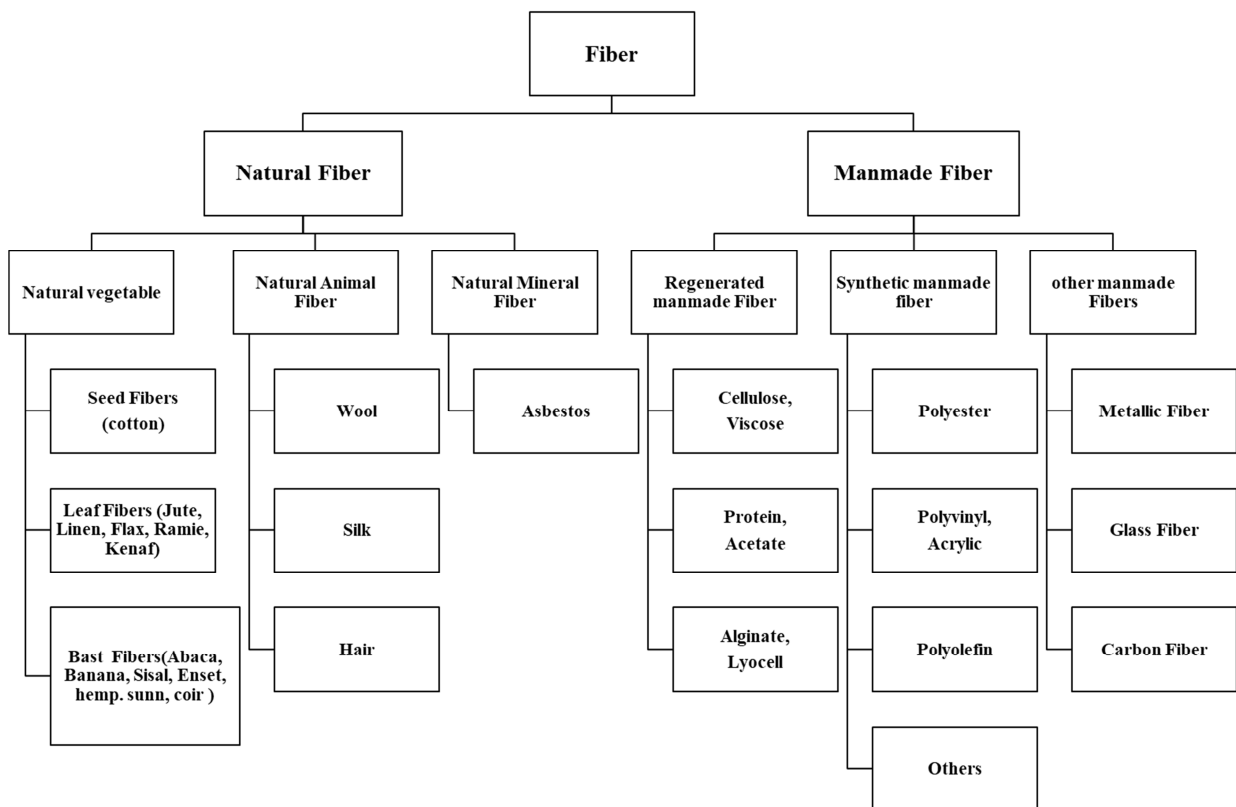 Fiber
Natural Fiber
Manmade Fiber
Natural vegetable
Natural Animal
Fiber
Natural Mineral
Fiber
Regenerated
manmade Fiber
Synthetic manmade
fiber
other manmade
Fibers
Seed Fibers
(cotton)
Wool
Asbestos
Cellulose,
Viscose
Polyester
Metallic Fiber
Leaf Fibers (Jute,
Linen, Flax, Ramie,
Kenaf)
Silk
Protein,
Acetate
Polyvinyl,
Acrylic
Glass Fiber
Bast Fibers(Abaca,
Banana, Sisal, Enset,
hemp. sunn, coir )
Hair
Alginate,
Lyocell
Polyolefin
Carbon Fiber
Others